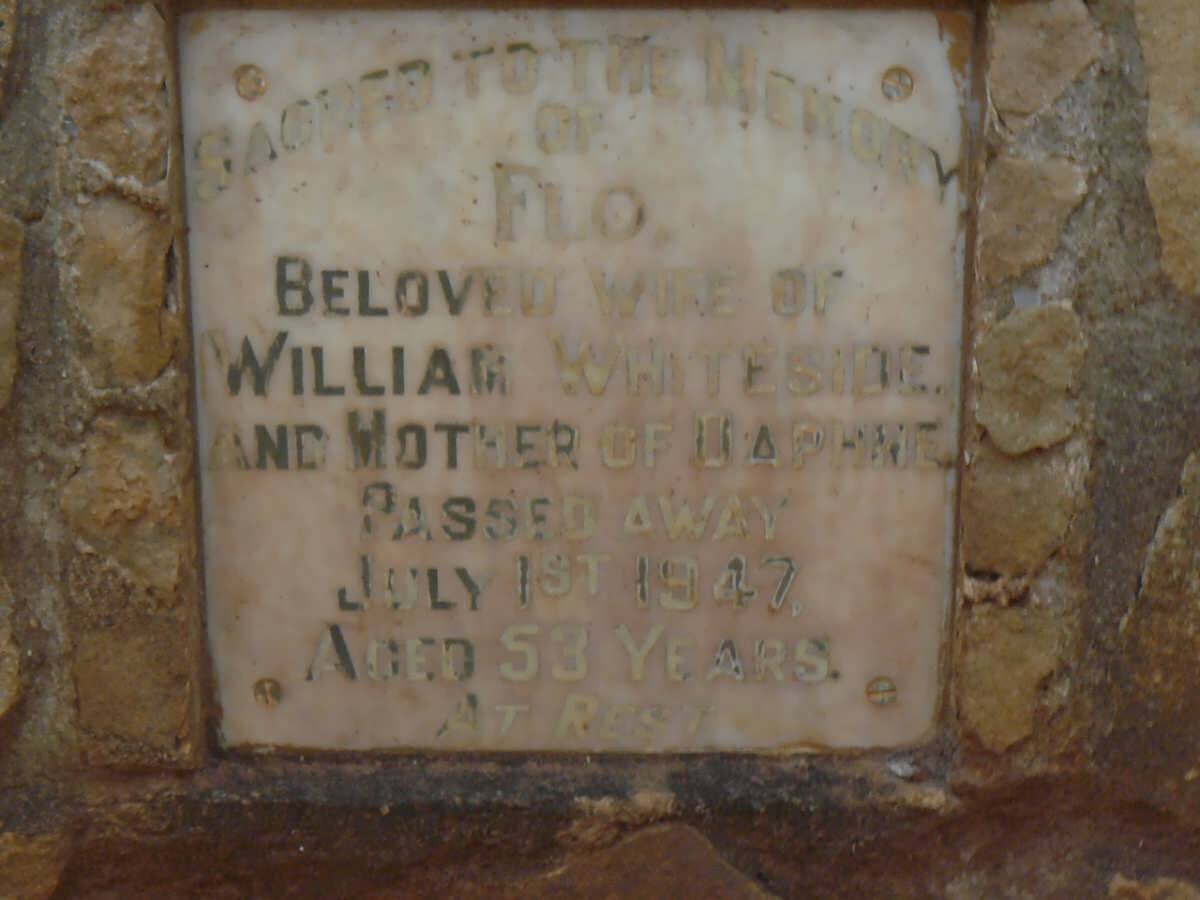 SACRED TO THE MEMORY
OF
FLO.
BELOVED WIFE OF
WILLIAM WHITESIDE.
AND MOTHER OF DAPHNE
PASSED AWAY
JULY 1ST 1947,
AGED 53 YEARS.
AT REST